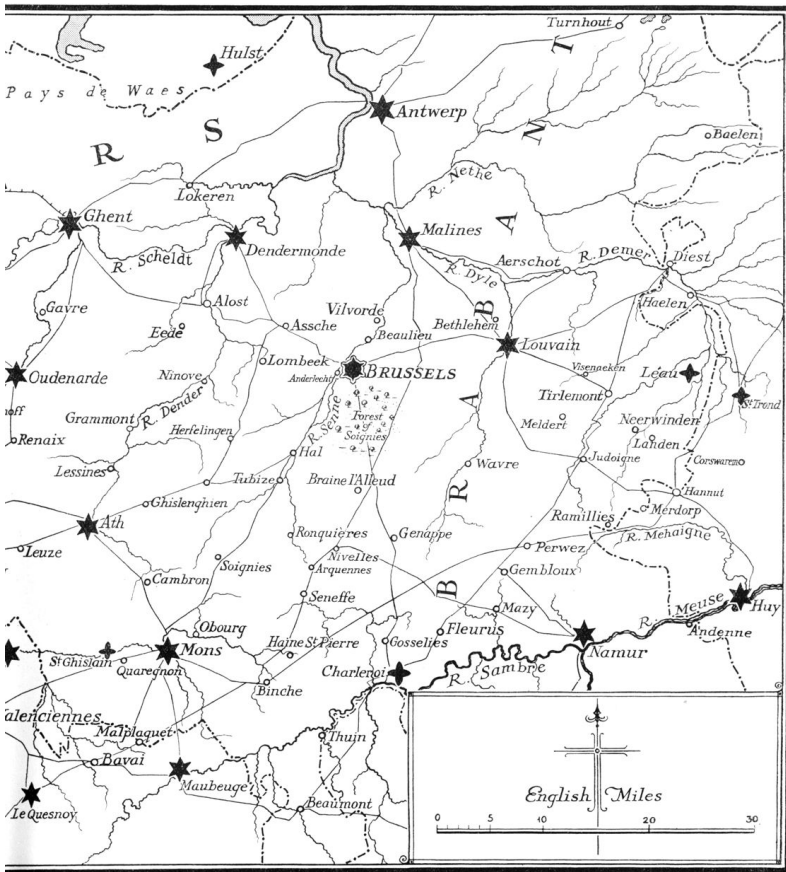 Turnhout
Hulst
Pays de Waes
T
Antwerp
N
Baelen
R S
R. Nethe
Lokeren
A
Ghent
Malines
Dendermonde
R. Scheldt
R. Demer
Diest
Aerschot
R. Dyle
Haelen
Gavre
Alost
Vilvorde
B
Eede
Assche
Bethlehem
Beaulieu
Louvain
Lombeek
Oudenarde
Anderlecht
BRUSSELS
Visenaeken
Léau
Ninove
Tirlemont
St. Trond
R. Dender
A
Forest
of
Soignies
Grammont
Meldert
Neerwinden
off
Herfelingen
R. Senne
Landen
Renaix
Hal
Judoigne
Corswarem
Lessines
Wavre
Tubize
Braine l'Alleud
R
Hannut
Ghislenghien
Merdorp
Ath
Ramillies
Ronquières
Genappe
R. Mehaigne
Leuze
Nivelles
Perwez
Soignies
Arquennes
Gembloux
Cambron
B
Seneffe
Mazy
Huy
R. Meuse
Obourg
Fleurus
Andenne
Haine St Pierre
Gosselies
Mons
Namur
St Ghislain
Quaregnon
Charleroi
R. Sambre
Binche
alenciennes
Malplaquet
Thuin
Bavai
Maubeuge
Le Quesnoy
Beaumont
English Miles
0 5 10 20 30